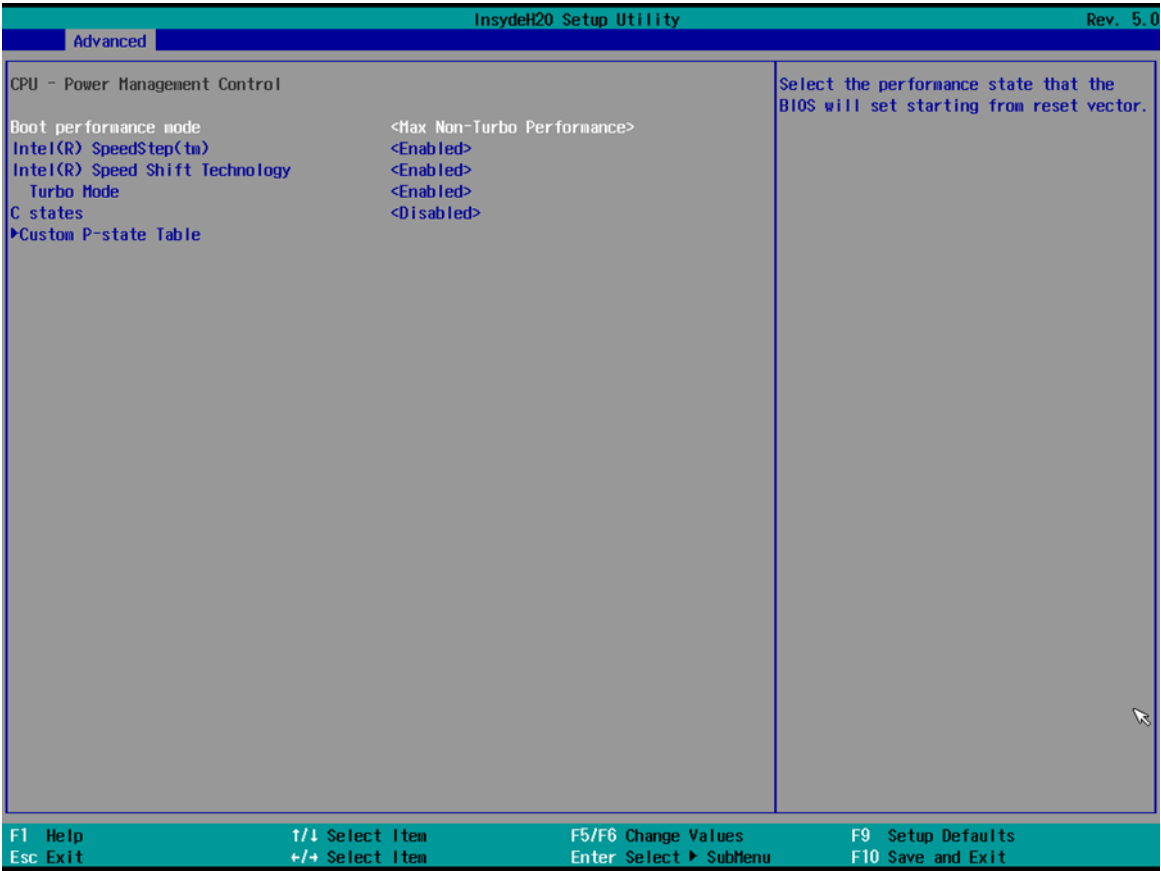 InsydeH20 Setup Utility Rev. 5.0
Advanced
CPU - Power Management Control
Select the performance state that the
BIOS will set starting from reset vector.
Boot performance mode <Max Non-Turbo Performance>
Intel(R) SpeedStep(tm) <Enabled>
Intel(R) Speed Shift Technology <Enabled>
Turbo Mode <Enabled>
C states <Disabled>
▶Custom P-state Table
F1 Help ↑/↓ Select Item F5/F6 Change Values F9 Setup Defaults
Esc Exit ←/→ Select Item Enter Select ▶ SubMenu F10 Save and Exit